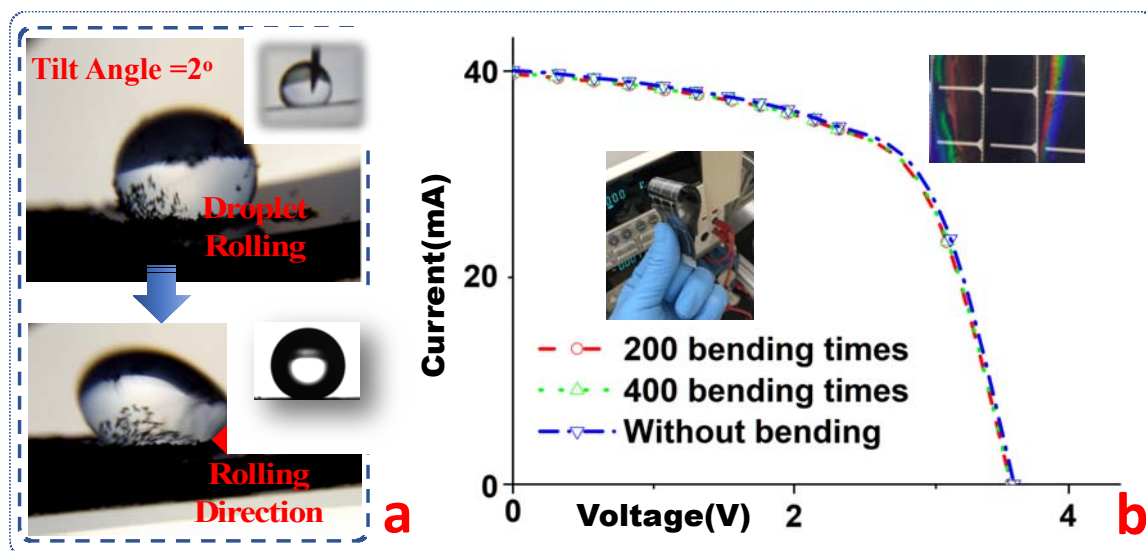 Tilt Angle =2º
Droplet
Rolling
Rolling
Direction
a
Current(mA)
40
20
0
200 bending times
400 bending times
Without bending
0
2
4
Voltage(V)
b